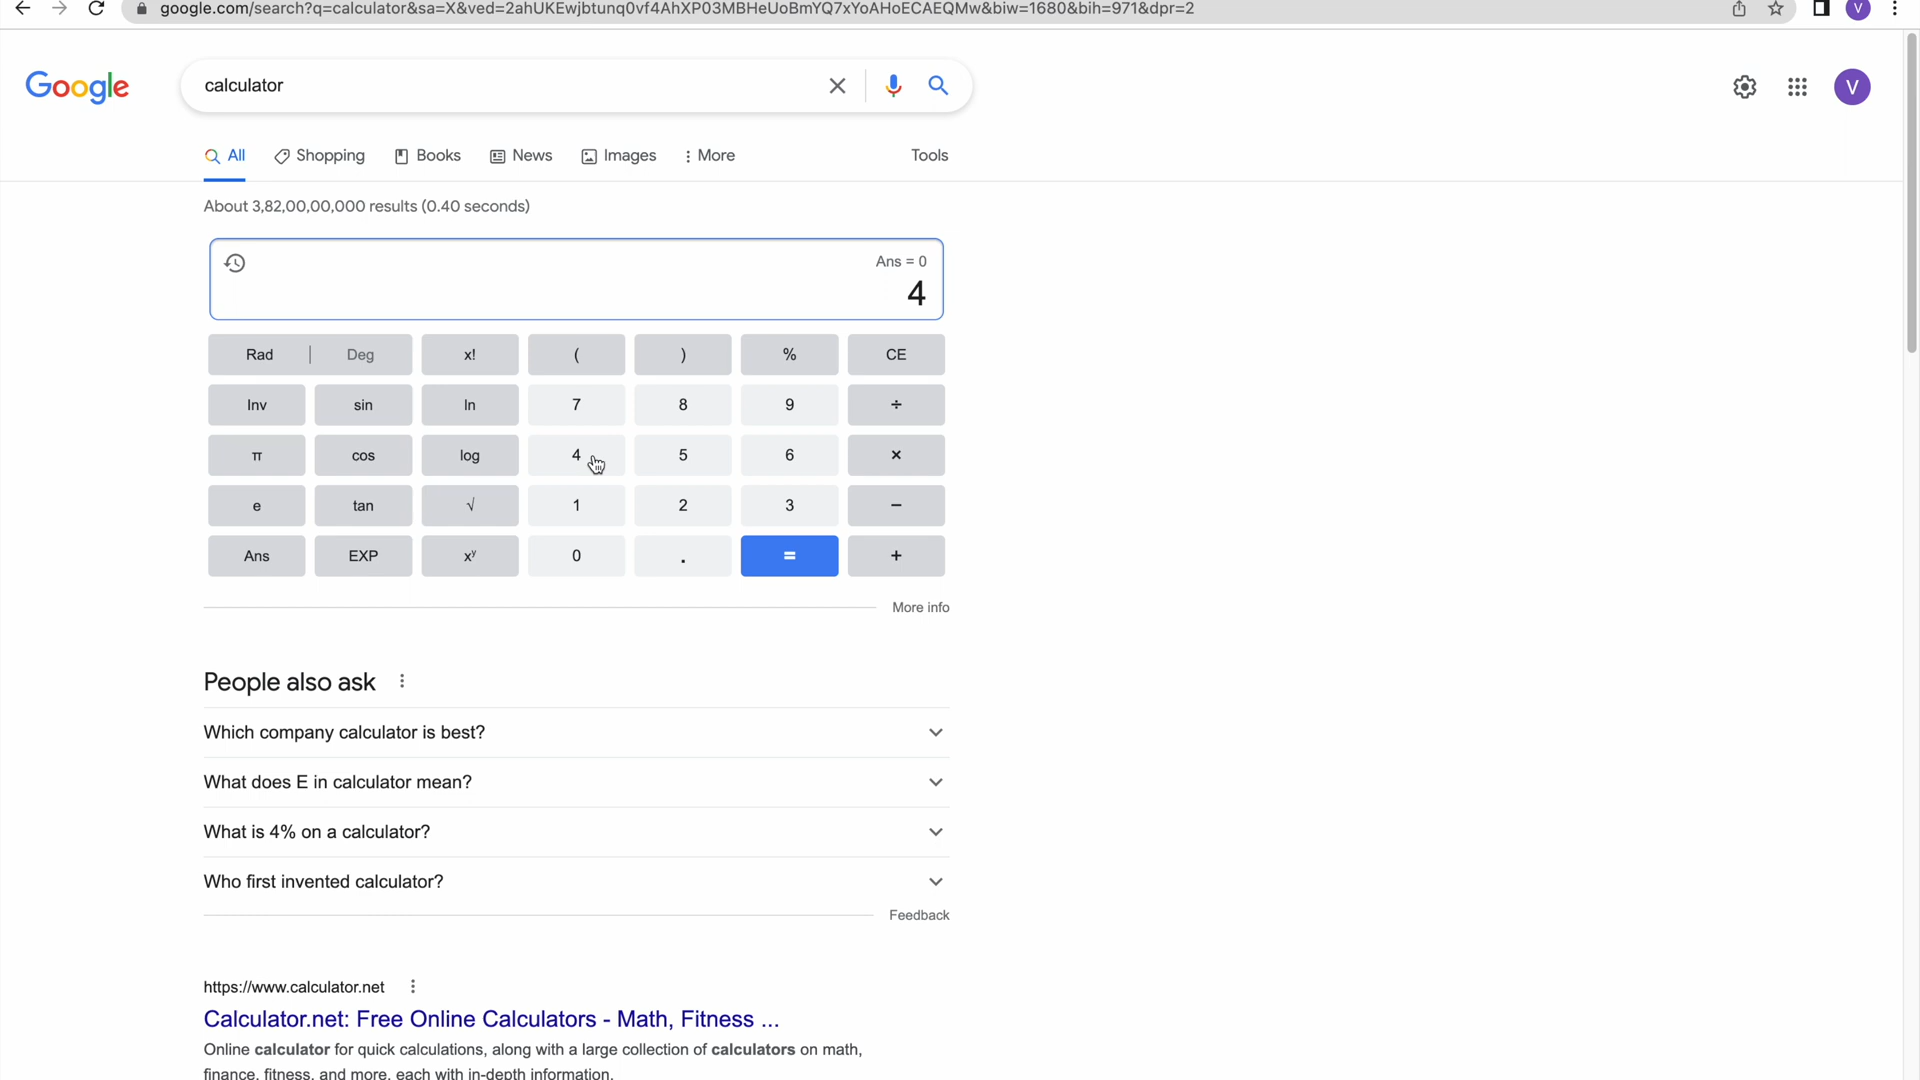 google.com/search?q=calculator&sa=X&ved=2ahUKEwjbtunq0vf4AhXP03MBHeUoBmYQ7xYoAHoECAEQMw&biw=1680&bih=971&dpr=2
V
Google
calculator
V
All Shopping Books News Images More Tools
About 3,82,00,00,000 results (0.40 seconds)
Ans = 0
4
Rad | Deg x! ( ) % CE
Inv sin ln 7 8 9 ÷
π cos log 4 5 6 ×
e tan √ 1 2 3 −
Ans EXP xʸ 0 . = +
More info
People also ask
Which company calculator is best?
What does E in calculator mean?
What is 4% on a calculator?
Who first invented calculator?
Feedback
https://www.calculator.net
Calculator.net: Free Online Calculators - Math, Fitness ...
Online calculator for quick calculations, along with a large collection of calculators on math,
finance, fitness, and more, each with in-depth information.